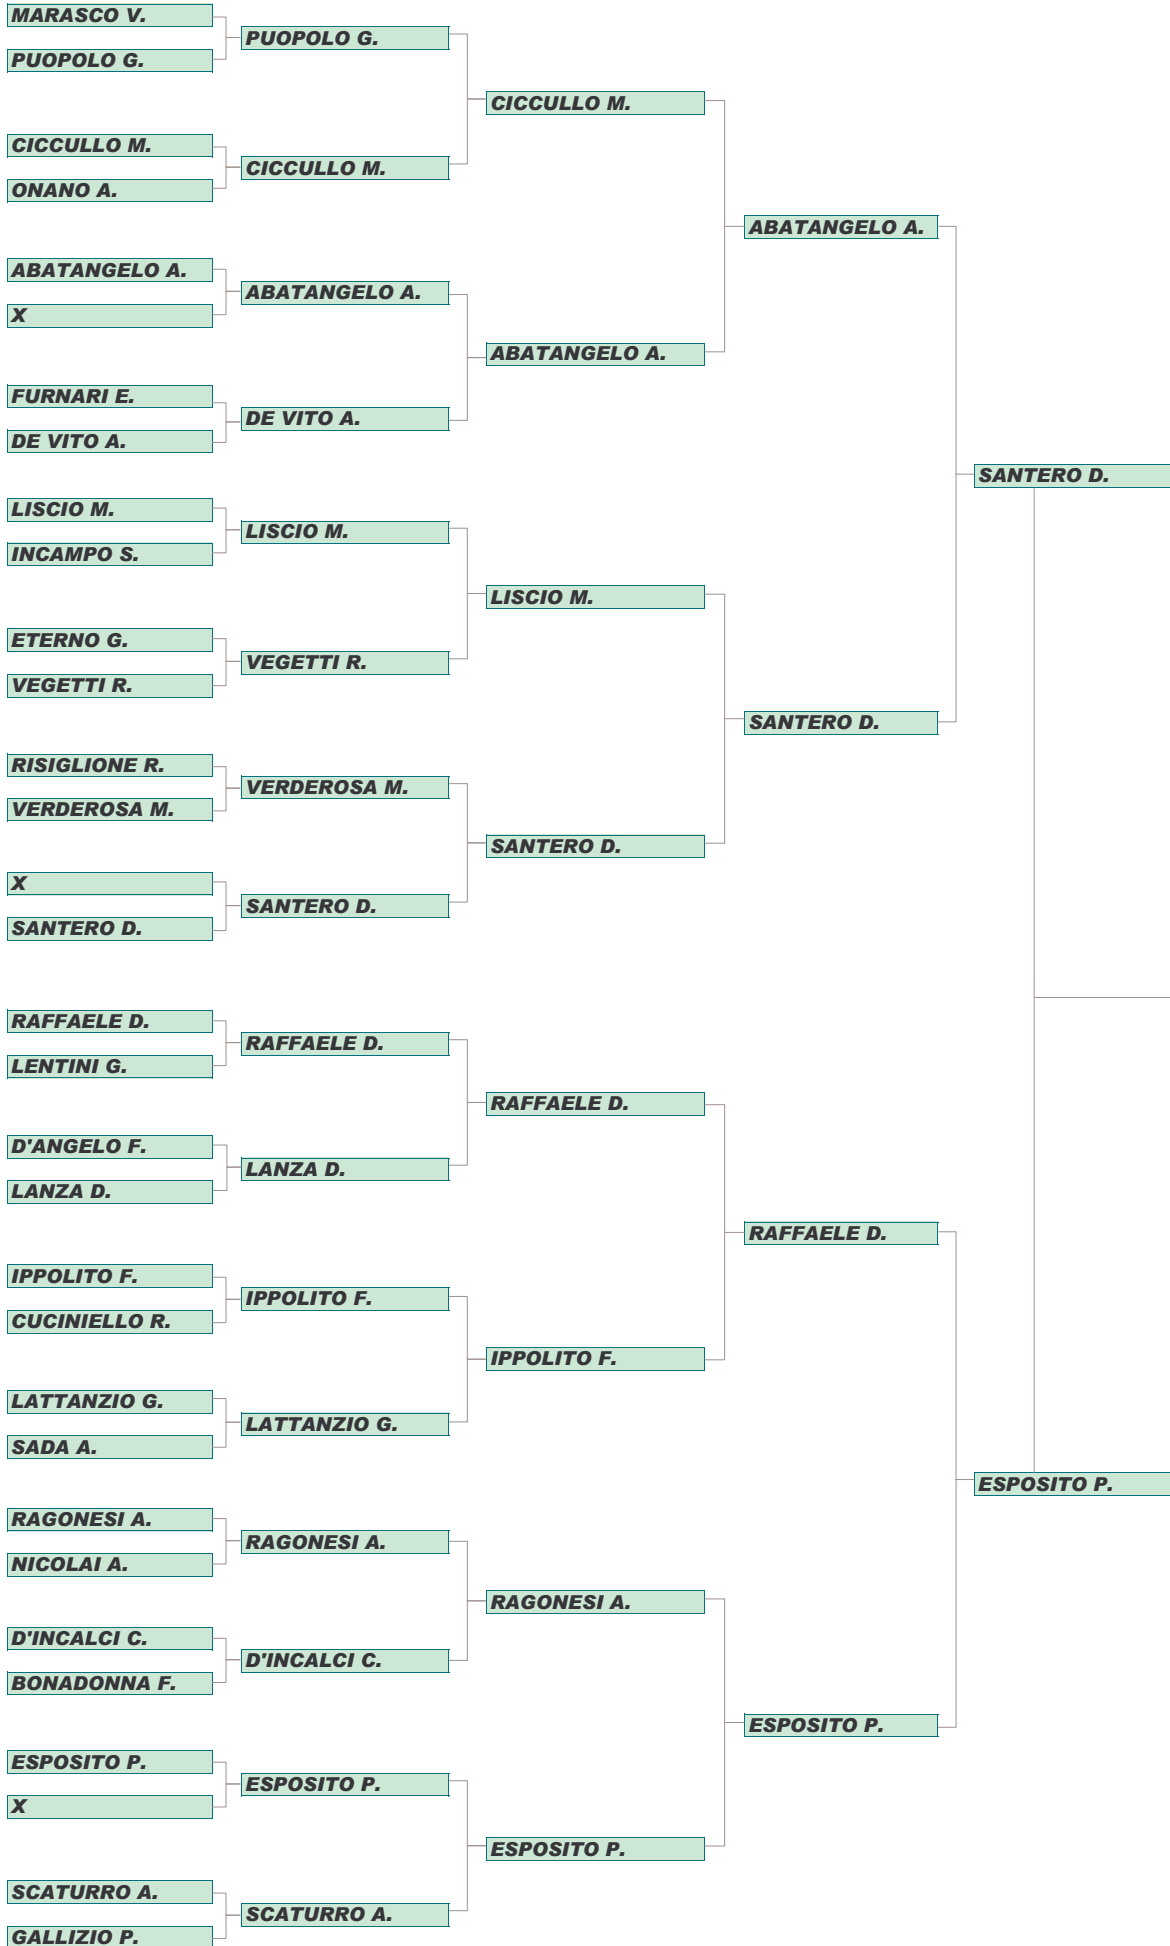 MARASCO V.
PUOPOLO G.
PUOPOLO G.
CICCULLO M.
CICCULLO M.
CICCULLO M.
ONANO A.
ABATANGELO A.
ABATANGELO A.
ABATANGELO A.
X
ABATANGELO A.
FURNARI E.
DE VITO A.
DE VITO A.
SANTERO D.
LISCIO M.
LISCIO M.
INCAMPO S.
LISCIO M.
ETERNO G.
VEGETTI R.
VEGETTI R.
SANTERO D.
RISIGLIONE R.
VERDEROSA M.
VERDEROSA M.
SANTERO D.
X
SANTERO D.
SANTERO D.
RAFFAELE D.
RAFFAELE D.
LENTINI G.
RAFFAELE D.
D'ANGELO F.
LANZA D.
LANZA D.
RAFFAELE D.
IPPOLITO F.
IPPOLITO F.
CUCINIELLO R.
IPPOLITO F.
LATTANZIO G.
LATTANZIO G.
SADA A.
ESPOSITO P.
RAGONESI A.
RAGONESI A.
NICOLAI A.
RAGONESI A.
D'INCALCI C.
D'INCALCI C.
BONADONNA F.
ESPOSITO P.
ESPOSITO P.
ESPOSITO P.
X
ESPOSITO P.
SCATURRO A.
SCATURRO A.
GALLIZIO P.